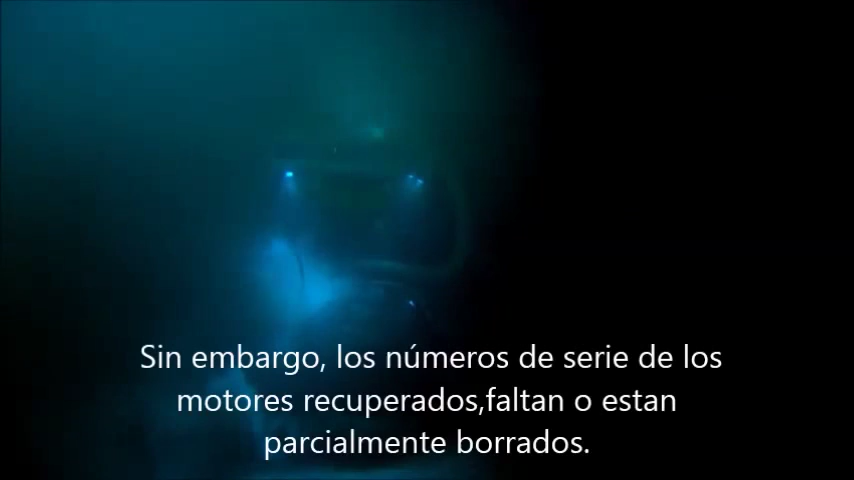 Sin embargo, los números de serie de los
motores recuperados,faltan o estan
parcialmente borrados.